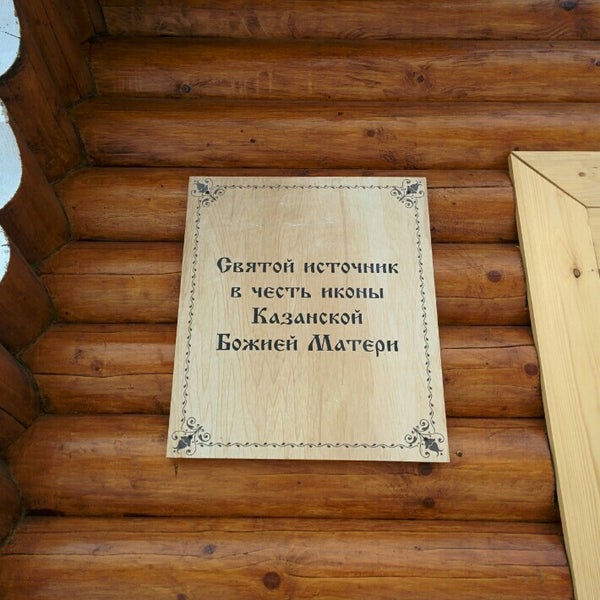 Святой источник
в честь иконы
Казанской
Божией Матери